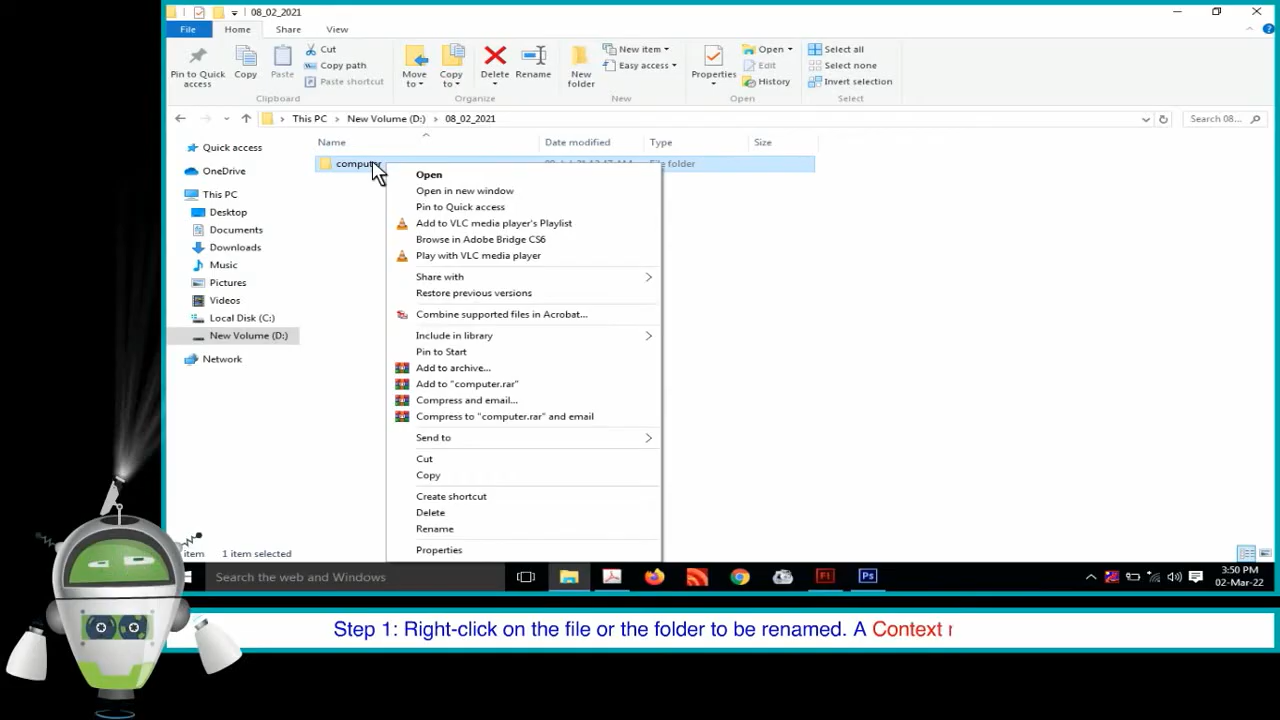 08_02_2021
File Home Share View
Pin to Quick access
Copy
Paste
Cut
Copy path
Paste shortcut
Clipboard
Move to
Copy to
Delete
Rename
Organize
New folder
New item
Easy access
New
Properties
Open
Edit
History
Open
Select all
Select none
Invert selection
Select
This PC New Volume (D:) 08_02_2021
Search 08...
Name Date modified Type Size
computer File folder
Quick access
OneDrive
This PC
Desktop
Documents
Downloads
Music
Pictures
Videos
Local Disk (C:)
New Volume (D:)
Network
Open
Open in new window
Pin to Quick access
Add to VLC media player's Playlist
Browse in Adobe Bridge CS6
Play with VLC media player
Share with
Restore previous versions
Combine supported files in Acrobat...
Include in library
Pin to Start
Add to archive...
Add to "computer.rar"
Compress and email...
Compress to "computer.rar" and email
Send to
Cut
Copy
Create shortcut
Delete
Rename
Properties
item 1 item selected
Search the web and Windows
Fl
Ps
3:50 PM
02-Mar-22
Step 1: Right-click on the file or the folder to be renamed. A Context